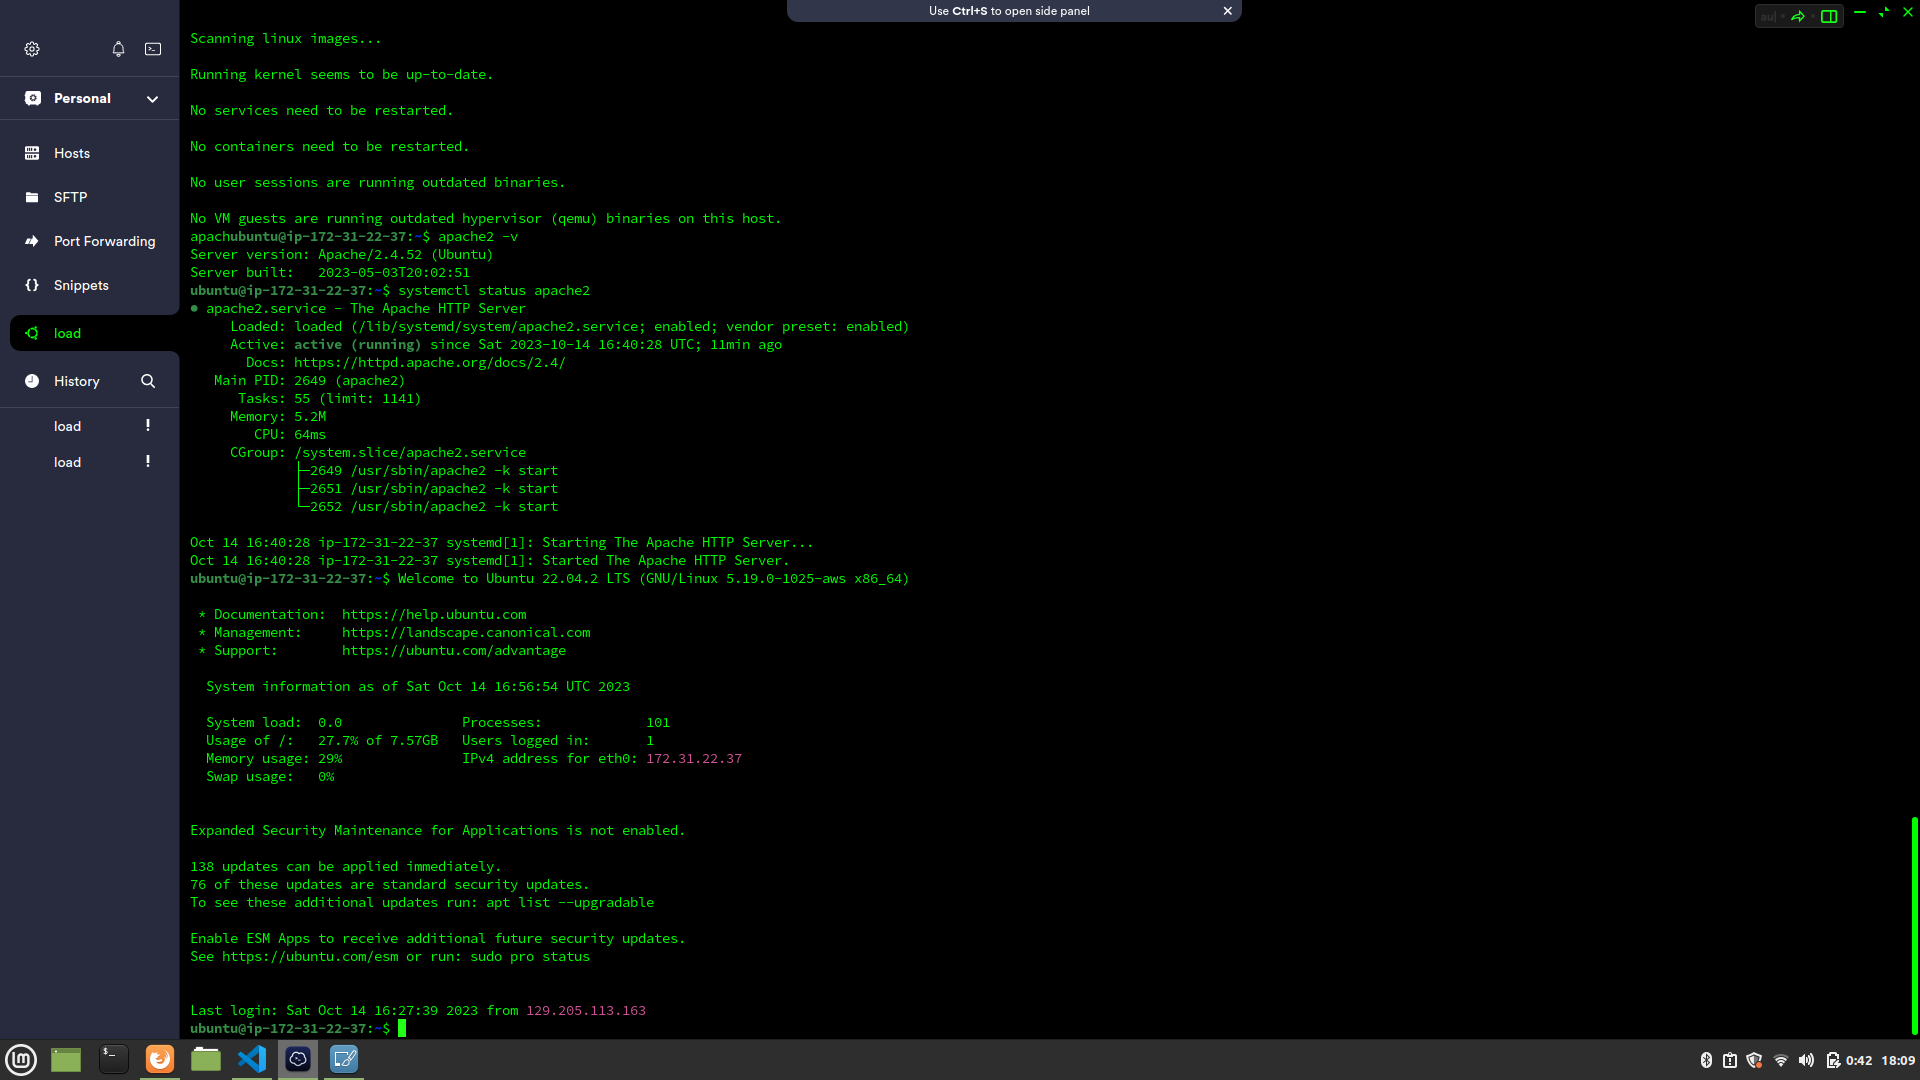 Use Ctrl+S to open side panel
Personal
Hosts
SFTP
Port Forwarding
Snippets
load
History
load
load
Scanning linux images...
Running kernel seems to be up-to-date.
No services need to be restarted.
No containers need to be restarted.
No user sessions are running outdated binaries.
No VM guests are running outdated hypervisor (qemu) binaries on this host.
apachubuntu@ip-172-31-22-37:~$ apache2 -v
Server version: Apache/2.4.52 (Ubuntu)
Server built:   2023-05-03T20:02:51
ubuntu@ip-172-31-22-37:~$ systemctl status apache2
● apache2.service - The Apache HTTP Server
Loaded: loaded (/lib/systemd/system/apache2.service; enabled; vendor preset: enabled)
Active: active (running) since Sat 2023-10-14 16:40:28 UTC; 11min ago
Docs: https://httpd.apache.org/docs/2.4/
Main PID: 2649 (apache2)
Tasks: 55 (limit: 1141)
Memory: 5.2M
CPU: 64ms
CGroup: /system.slice/apache2.service
├─2649 /usr/sbin/apache2 -k start
├─2651 /usr/sbin/apache2 -k start
└─2652 /usr/sbin/apache2 -k start
Oct 14 16:40:28 ip-172-31-22-37 systemd[1]: Starting The Apache HTTP Server...
Oct 14 16:40:28 ip-172-31-22-37 systemd[1]: Started The Apache HTTP Server.
ubuntu@ip-172-31-22-37:~$ Welcome to Ubuntu 22.04.2 LTS (GNU/Linux 5.19.0-1025-aws x86_64)
* Documentation:  https://help.ubuntu.com
* Management:     https://landscape.canonical.com
* Support:        https://ubuntu.com/advantage
System information as of Sat Oct 14 16:56:54 UTC 2023
System load:  0.0               Processes:             101
Usage of /:   27.7% of 7.57GB   Users logged in:       1
Memory usage: 29%               IPv4 address for eth0: 172.31.22.37
Swap usage:   0%
Expanded Security Maintenance for Applications is not enabled.
138 updates can be applied immediately.
76 of these updates are standard security updates.
To see these additional updates run: apt list --upgradable
Enable ESM Apps to receive additional future security updates.
See https://ubuntu.com/esm or run: sudo pro status
Last login: Sat Oct 14 16:27:39 2023 from 129.205.113.163
ubuntu@ip-172-31-22-37:~$
0:42 18:09